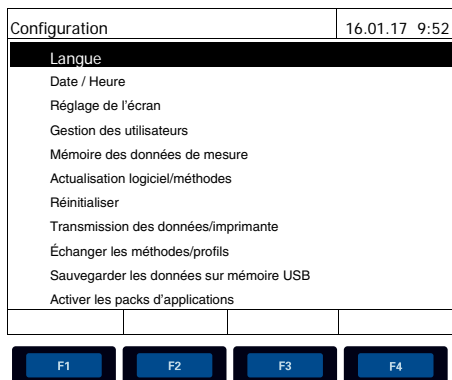 Configuration 16.01.17 9:52
Langue
Date / Heure
Réglage de l'écran
Gestion des utilisateurs
Mémoire des données de mesure
Actualisation logiciel/méthodes
Réinitialiser
Transmission des données/imprimante
Échanger les méthodes/profils
Sauvegarder les données sur mémoire USB
Activer les packs d'applications
F1 F2 F3 F4